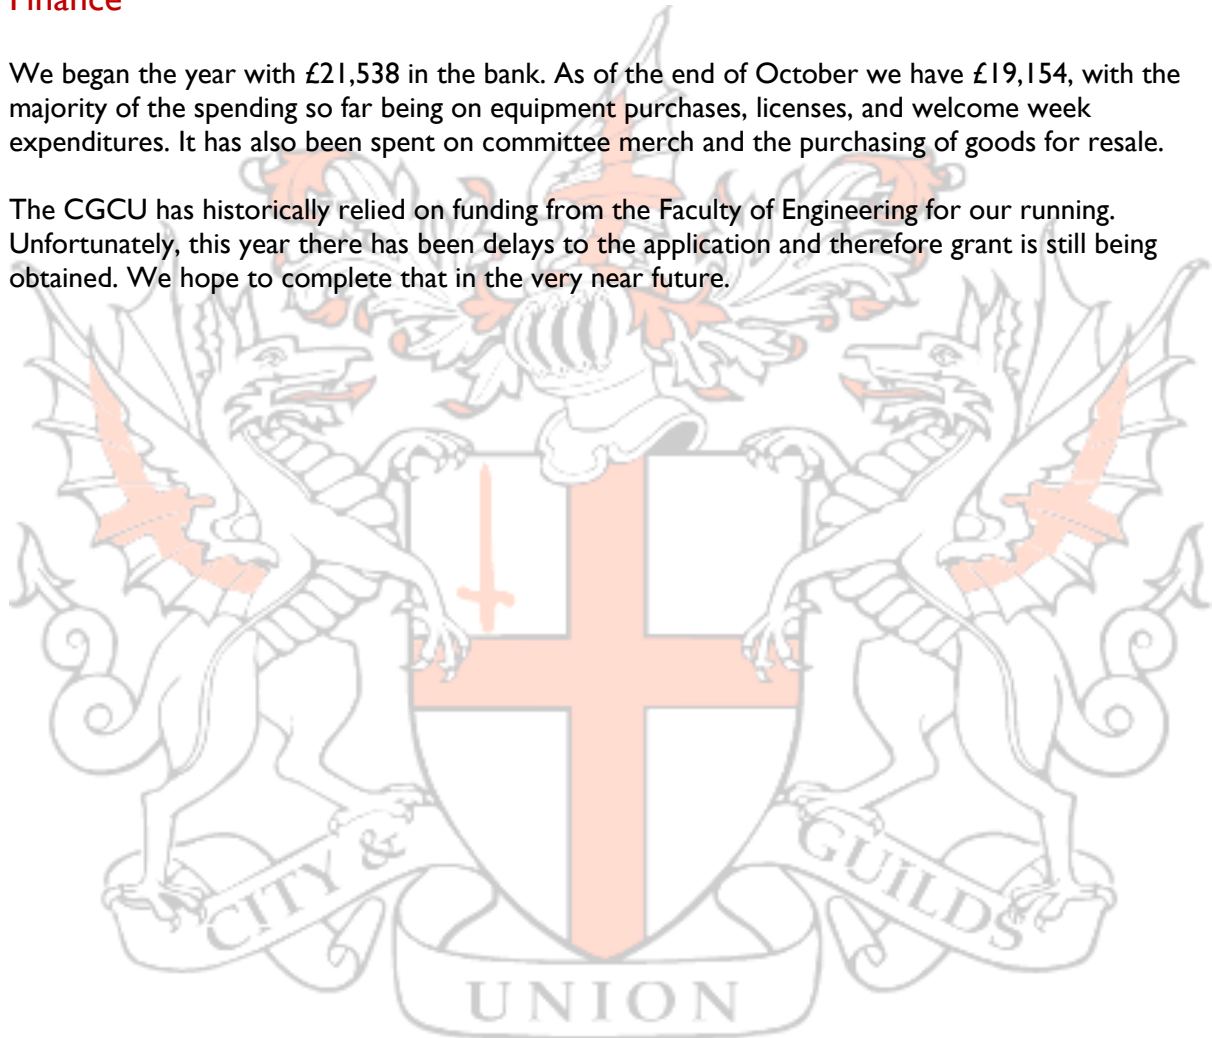 Finance
We began the year with £21,538 in the bank. As of the end of October we have £19,154, with the
majority of the spending so far being on equipment purchases, licenses, and welcome week
expenditures. It has also been spent on committee merch and the purchasing of goods for resale.
The CGCU has historically relied on funding from the Faculty of Engineering for our running.
Unfortunately, this year there has been delays to the application and therefore grant is still being
obtained. We hope to complete that in the very near future.
CITY & GUILDS
UNION